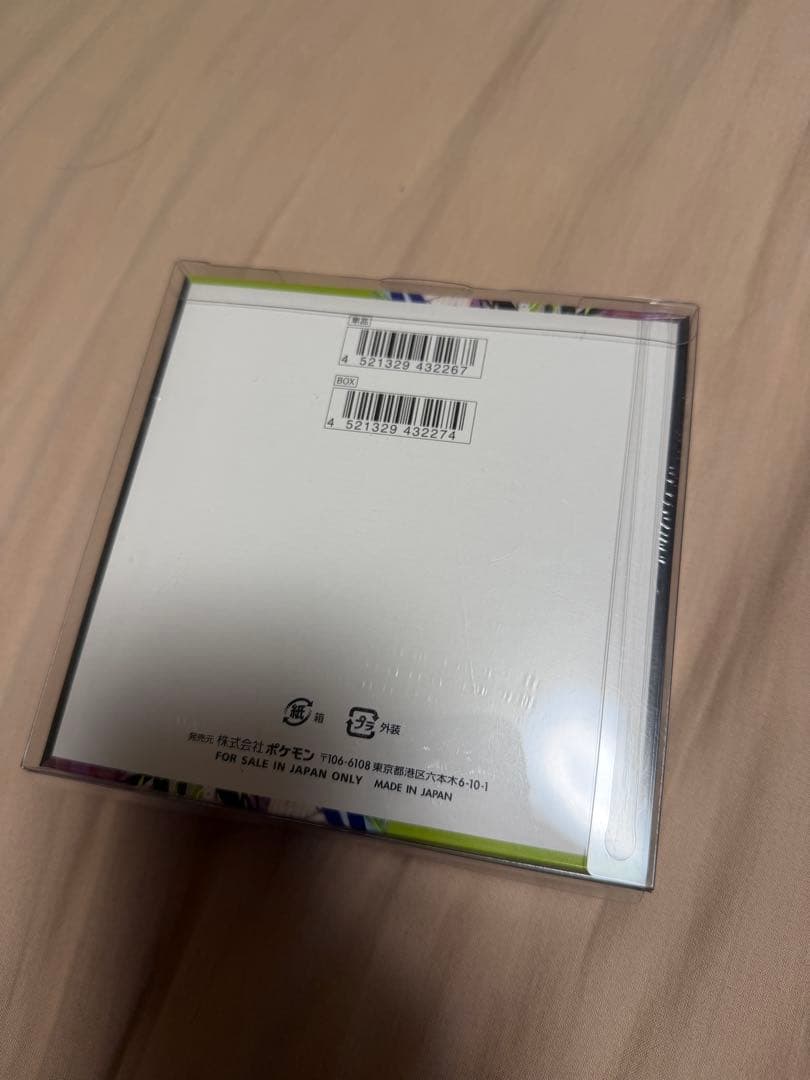 単品
4 521329 432267
BOX
4 521329 432274
紙 箱 プラ 外装
発売元 株式会社 ポケモン 〒106-6108 東京都港区六本木6-10-1
FOR SALE IN JAPAN ONLY MADE IN JAPAN